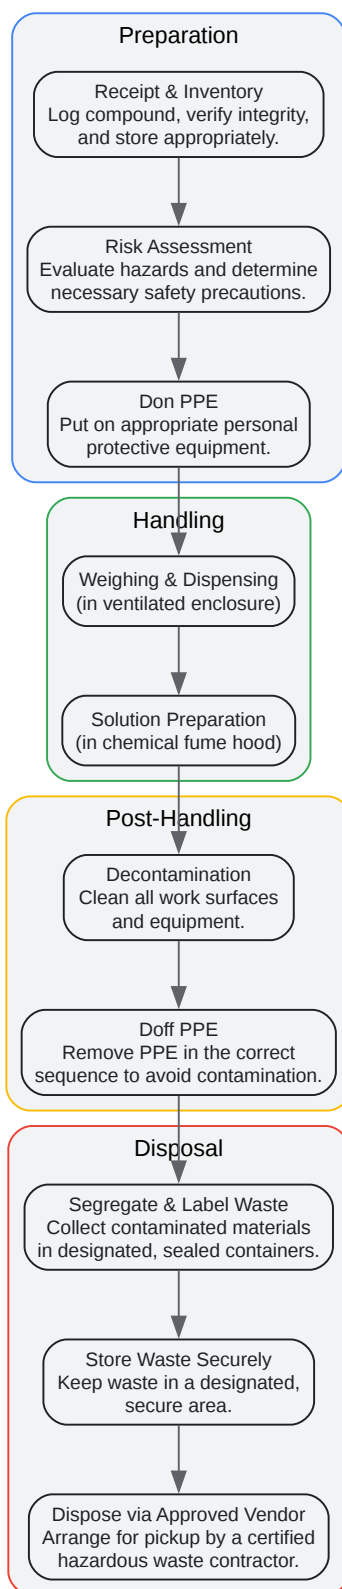 Preparation
Receipt & Inventory
Log compound, verify integrity,
and store appropriately.
Risk Assessment
Evaluate hazards and determine
necessary safety precautions.
Don PPE
Put on appropriate personal
protective equipment.
Handling
Weighing & Dispensing
(in ventilated enclosure)
Solution Preparation
(in chemical fume hood)
Post-Handling
Decontamination
Clean all work surfaces
and equipment.
Doff PPE
Remove PPE in the correct
sequence to avoid contamination.
Disposal
Segregate & Label Waste
Collect contaminated materials
in designated, sealed containers.
Store Waste Securely
Keep waste in a designated,
secure area.
Dispose via Approved Vendor
Arrange for pickup by a certified
hazardous waste contractor.